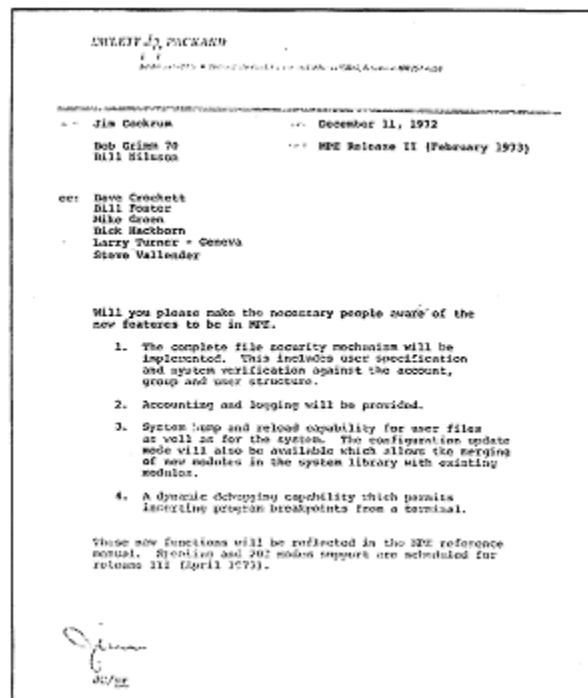 HEWLETT hp PACKARD
Jim Cockrum
December 11, 1972
Bob Grimm 70
Bill Nilsson
MPE Release II (February 1973)
cc: Dave Crockett
Bill Foster
Mike Green
Dick Hackborn
Larry Turner - Geneva
Steve Vallender
Will you please make the necessary people aware of the
new features to be in MPE.
1. The complete file security mechanism will be
implemented. This includes user specification
and system verification against the account,
group and user structure.
2. Accounting and logging will be provided.
3. System dump and reload capability for user files
as well as for the system. The configuration update
mode will also be available which allows the merging
of new modules in the system library with existing
modules.
4. A dynamic debugging capability which permits
inserting program breakpoints from a terminal.
These new functions will be reflected in the MPE reference
manual. Spooling and 202 modem support are scheduled for
release III (April 1973).
Jim